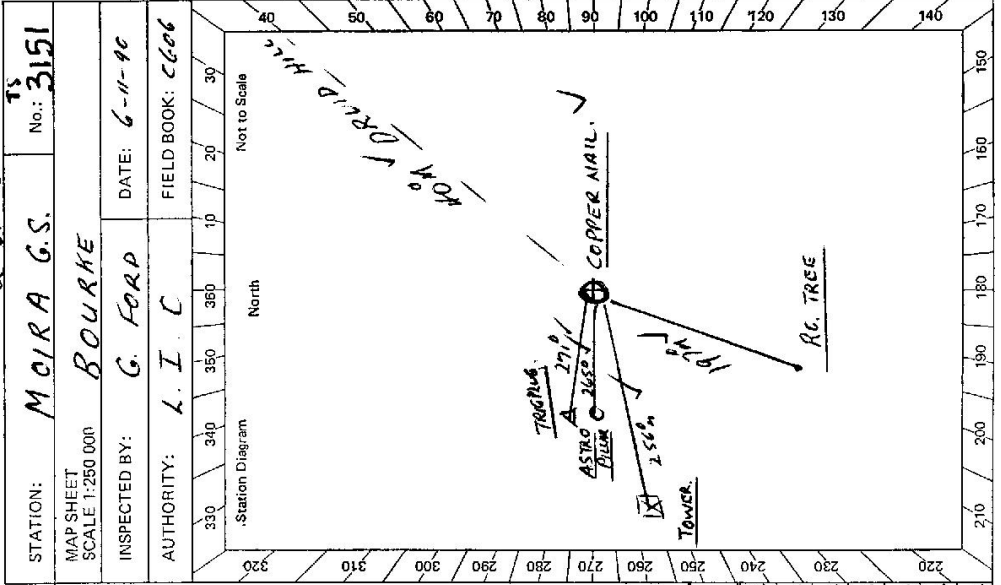 STATION: MOIRA G.S.
TS
No.: 3151
MAP SHEET
SCALE 1:250 000 BOURKE
INSPECTED BY: G. FORD
DATE: 6-11-90
AUTHORITY: L. I. C
FIELD BOOK: C606
330 340 350 360 10 20 30
Station Diagram
North
Not to Scale
40 50 60 70 80 90 100 110 120 130 140
320 310 300 290 280 270 260 250 240 230 220
40°M DRUID HILL
TRIG PLUG.
271°
ASTRO
PILLAR
265°
COPPER NAIL.
256°M
TOWER.
197°M
RG. TREE
210 200 190 180 170 160 150